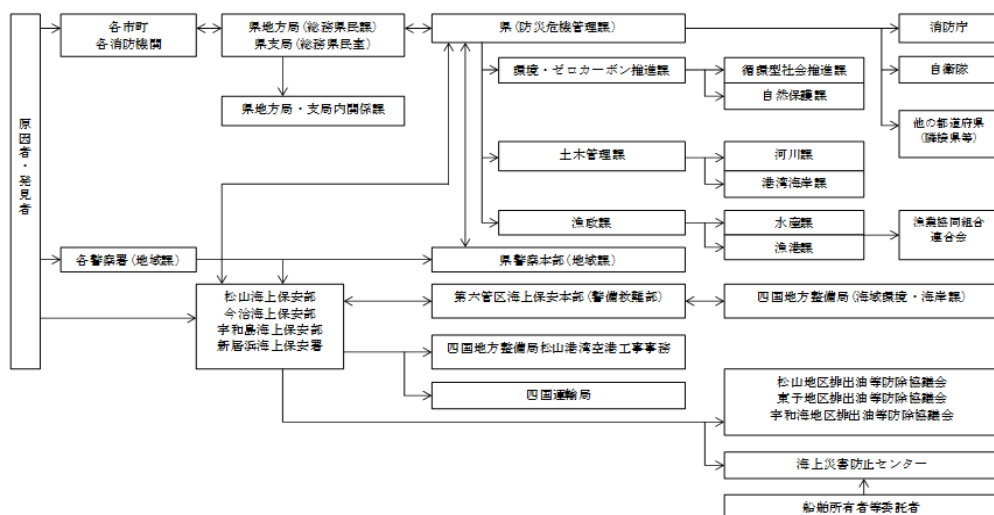 各市町
各消防機関
県地方局(総務県民課)
県支局(総務県民室)
県(防災危機管理課)
消防庁
環境・ゼロカーボン推進課
循環型社会推進課
自然保護課
自衛隊
県地方局・支局内関係課
他の都道府県
(隣接県等)
原因者・発見者
土木管理課
河川課
港湾海岸課
漁政課
水産課
漁港課
漁業協同組合
連合会
各警察署(地域課)
県警察本部(地域課)
松山海上保安部
今治海上保安部
宇和島海上保安部
新居浜海上保安署
第六管区海上保安本部(警備救難部)
四国地方整備局(海域環境・海岸課)
四国地方整備局松山港湾空港工事事務
四国運輸局
松山地区排出油等防除協議会
東予地区排出油等防除協議会
宇和海地区排出油等防除協議会
海上災害防止センター
船舶所有者等委託者